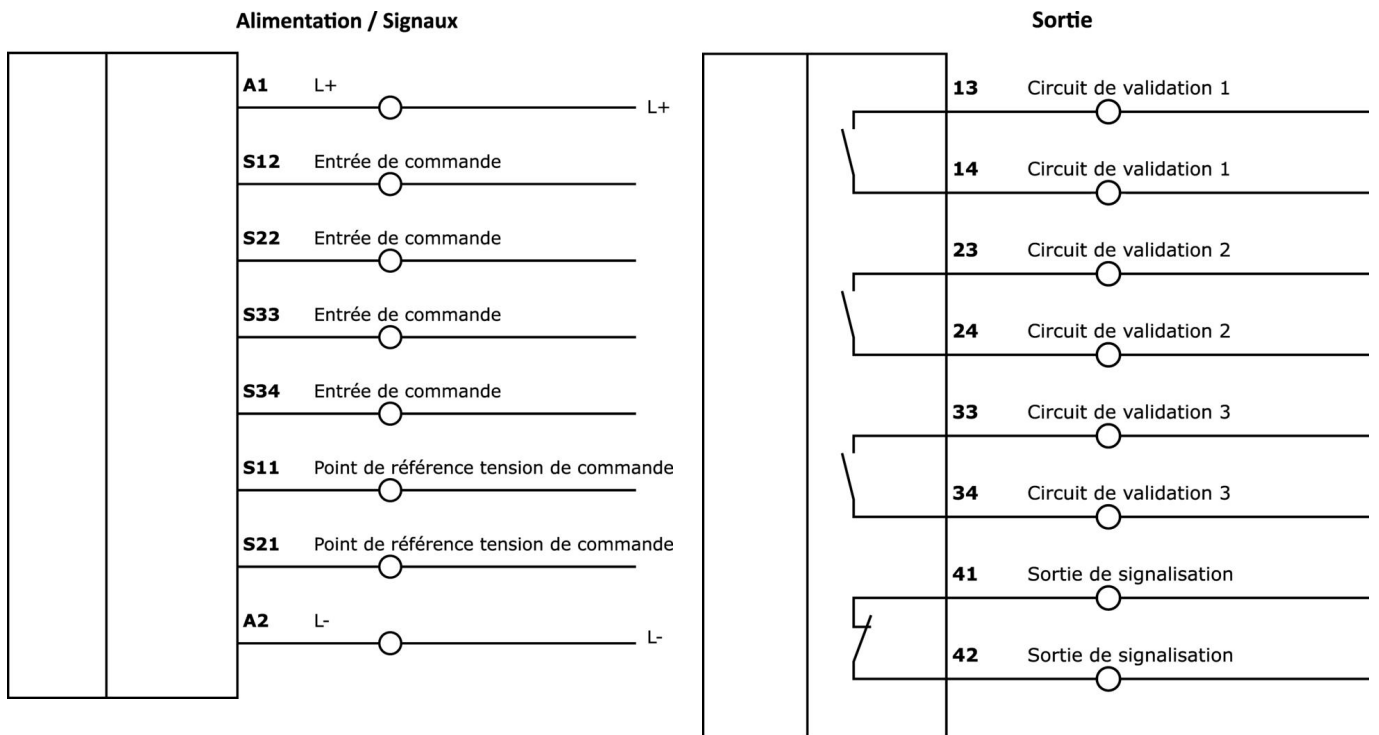 Alimentation / Signaux
A1 L+
L+
S12 Entrée de commande
S22 Entrée de commande
S33 Entrée de commande
S34 Entrée de commande
S11 Point de référence tension de commande
S21 Point de référence tension de commande
A2 L-
L-
Sortie
13 Circuit de validation 1
14 Circuit de validation 1
23 Circuit de validation 2
24 Circuit de validation 2
33 Circuit de validation 3
34 Circuit de validation 3
41 Sortie de signalisation
42 Sortie de signalisation